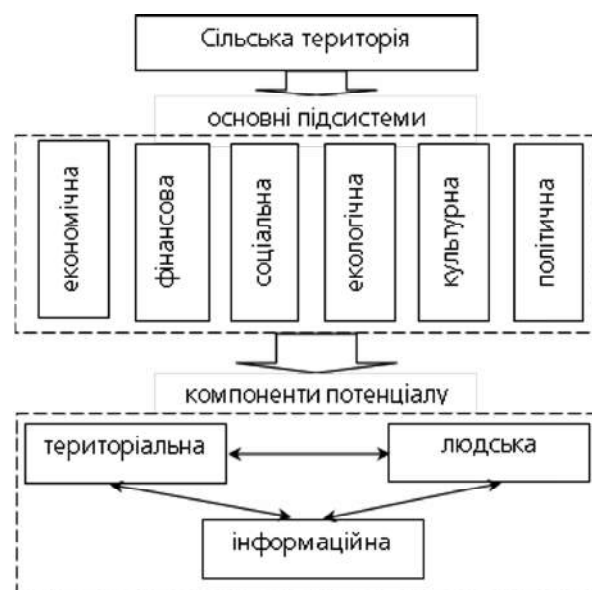 Сільська територія
основні підсистеми
економічна
фінансова
соціальна
екологічна
культурна
політична
компоненти потенціалу
територіальна
людська
інформаційна